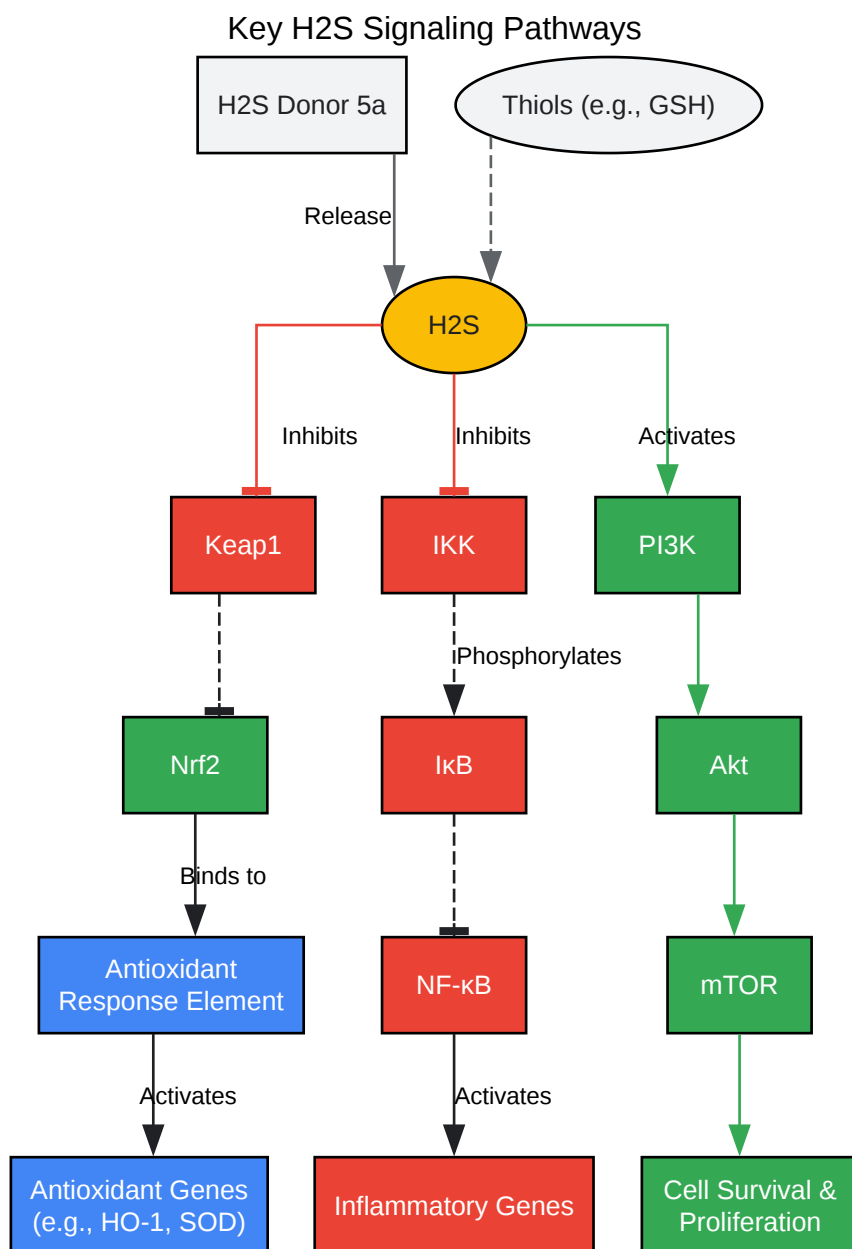 Key H2S Signaling Pathways
H2S Donor 5a
Thiols (e.g., GSH)
Release
H2S
Inhibits
Inhibits
Activates
Keap1
IKK
PI3K
Phosphorylates
Nrf2
IκB
Akt
Binds to
Antioxidant
Response Element
NF-κB
mTOR
Activates
Activates
Antioxidant Genes
(e.g., HO-1, SOD)
Inflammatory Genes
Cell Survival &
Proliferation